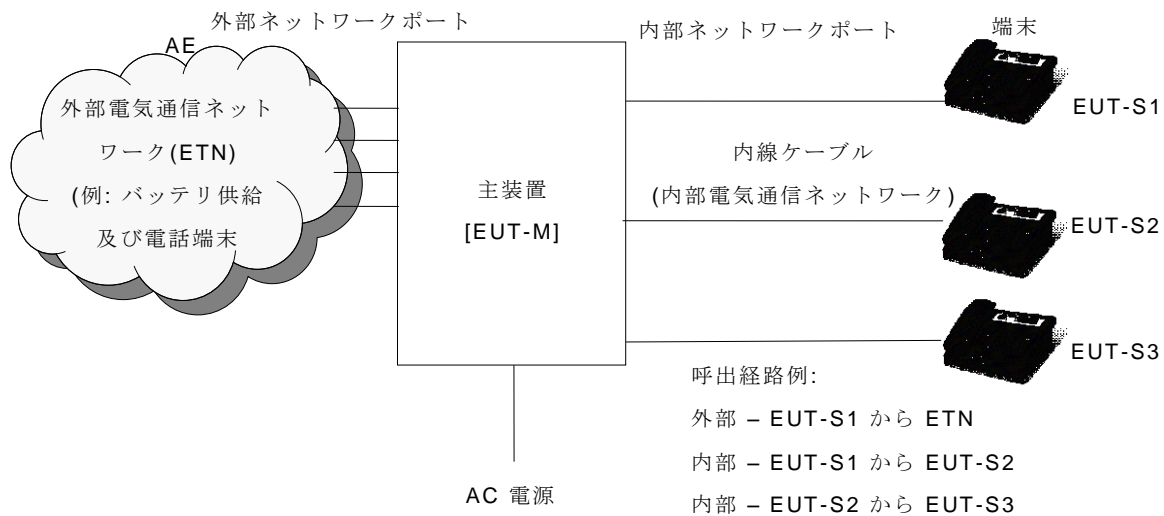 外部ネットワークポート
内部ネットワークポート
端末
AE
外部電気通信ネット
ワーク(ETN)
(例: バッテリ供給
及び電話端末
主装置
[EUT-M]
EUT-S1
内線ケーブル
(内部電気通信ネットワーク)
EUT-S2
EUT-S3
呼出経路例:
外部 – EUT-S1 から ETN
内部 – EUT-S1 から EUT-S2
内部 – EUT-S2 から EUT-S3
AC 電源